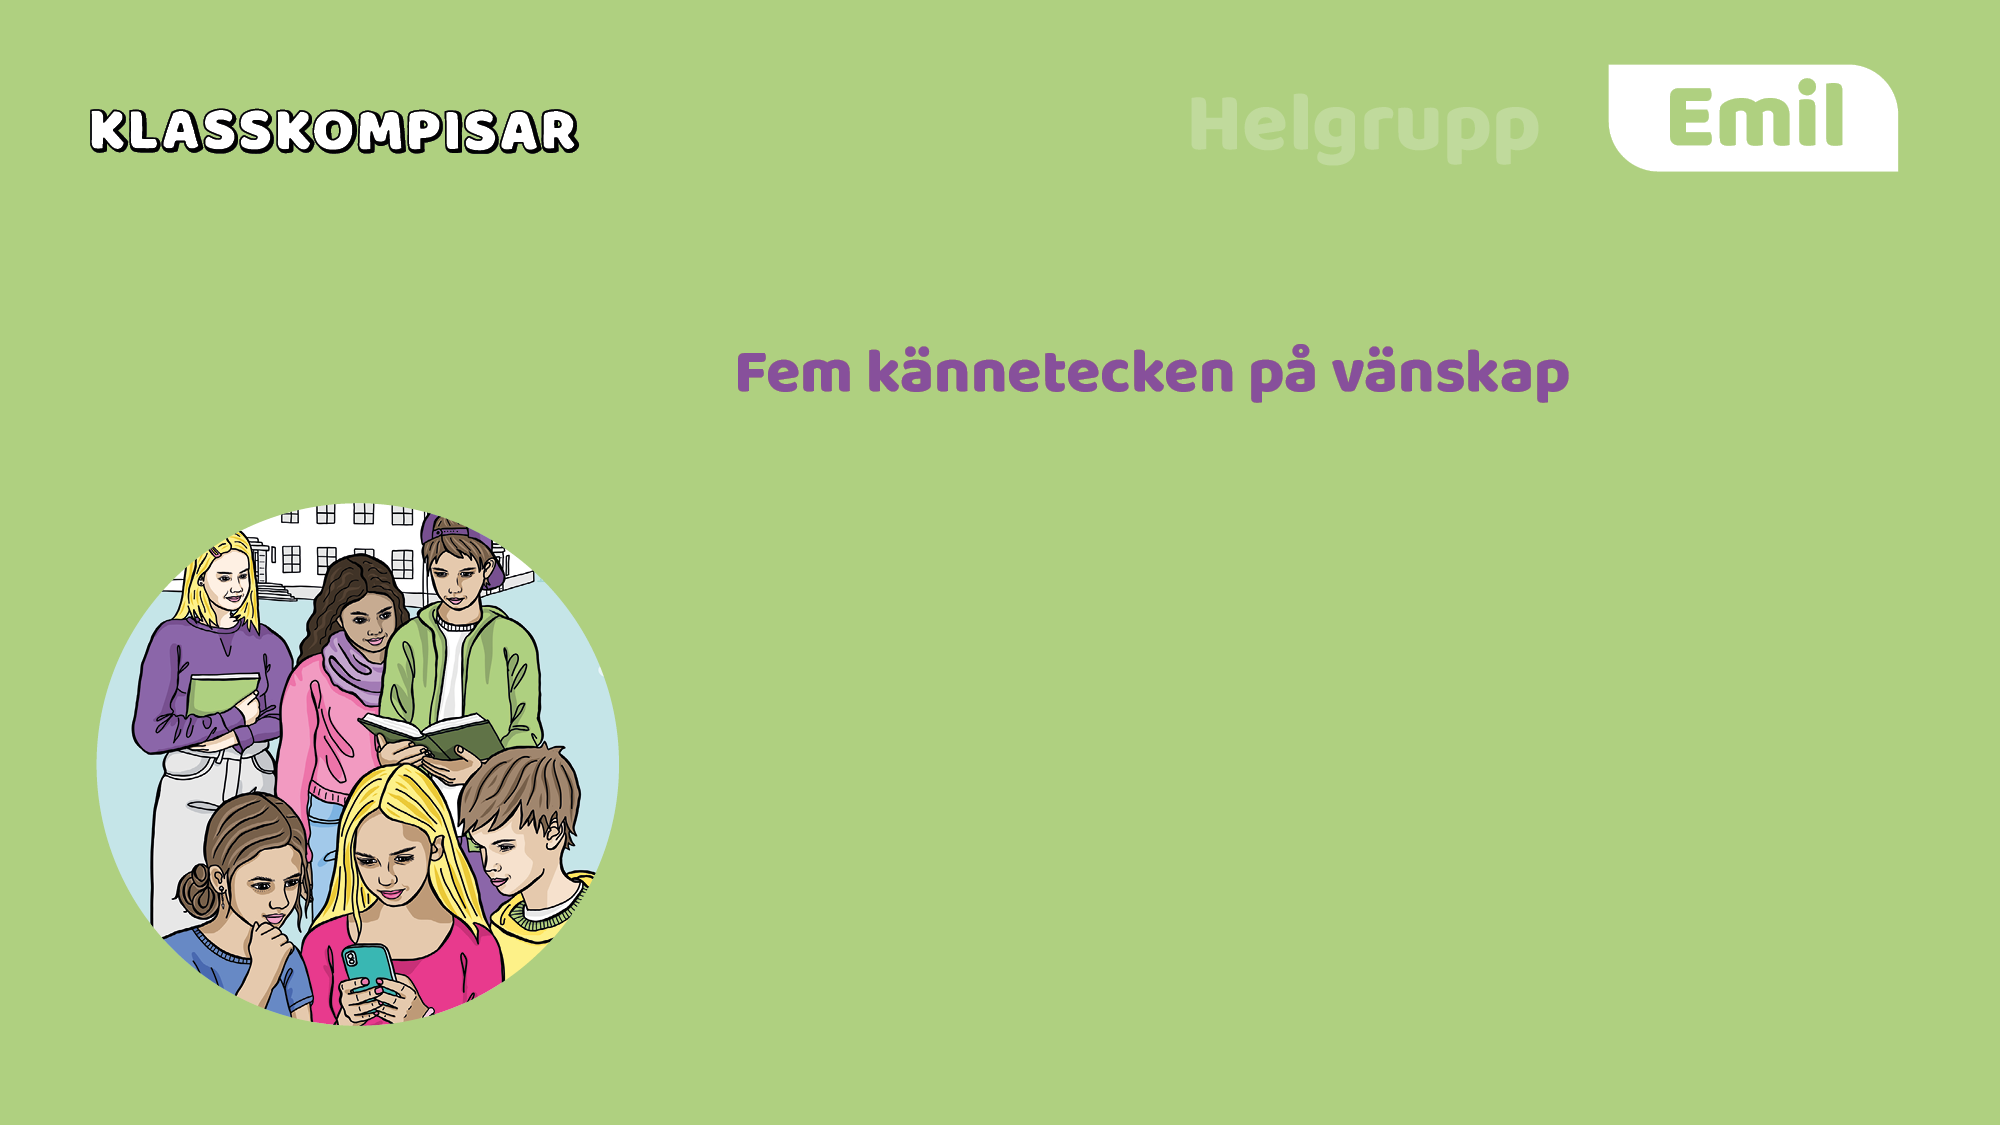 KLASSKOMPISAR
Helgrupp
Emil
Fem kännetecken på vänskap